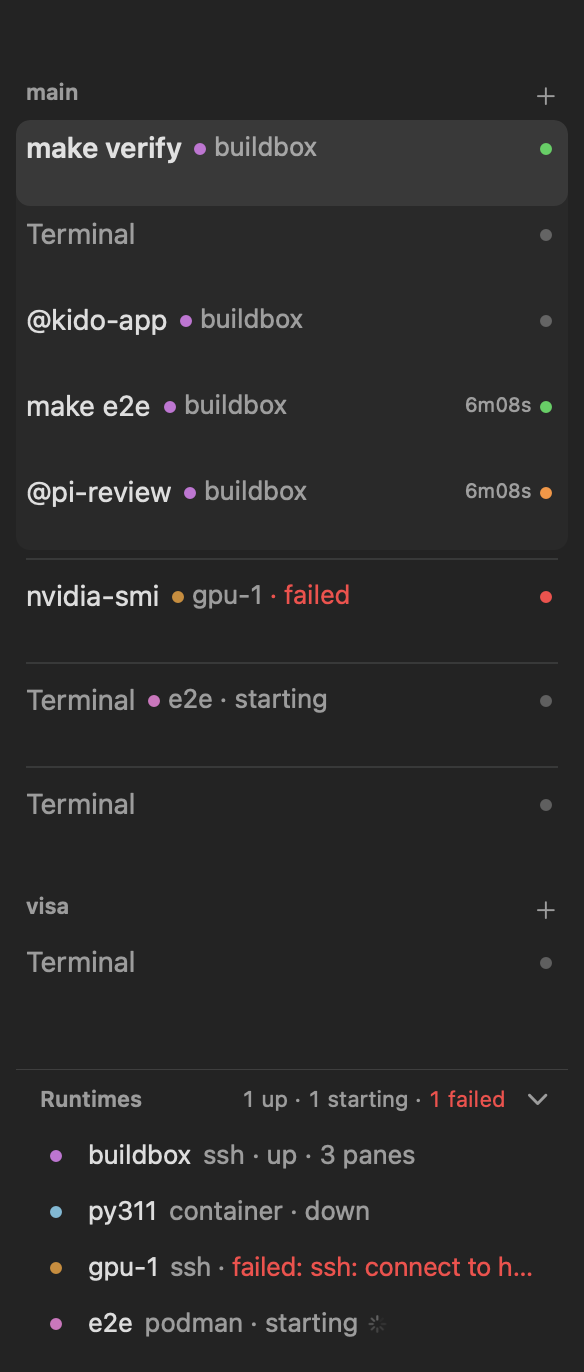 main +
make verify buildbox
Terminal
@kido-app buildbox
make e2e buildbox 6m08s
@pi-review buildbox 6m08s
nvidia-smi gpu-1 · failed
Terminal e2e · starting
Terminal
visa +
Terminal
Runtimes 1 up · 1 starting · 1 failed
buildbox ssh · up · 3 panes
py311 container · down
gpu-1 ssh · failed: ssh: connect to h...
e2e podman · starting